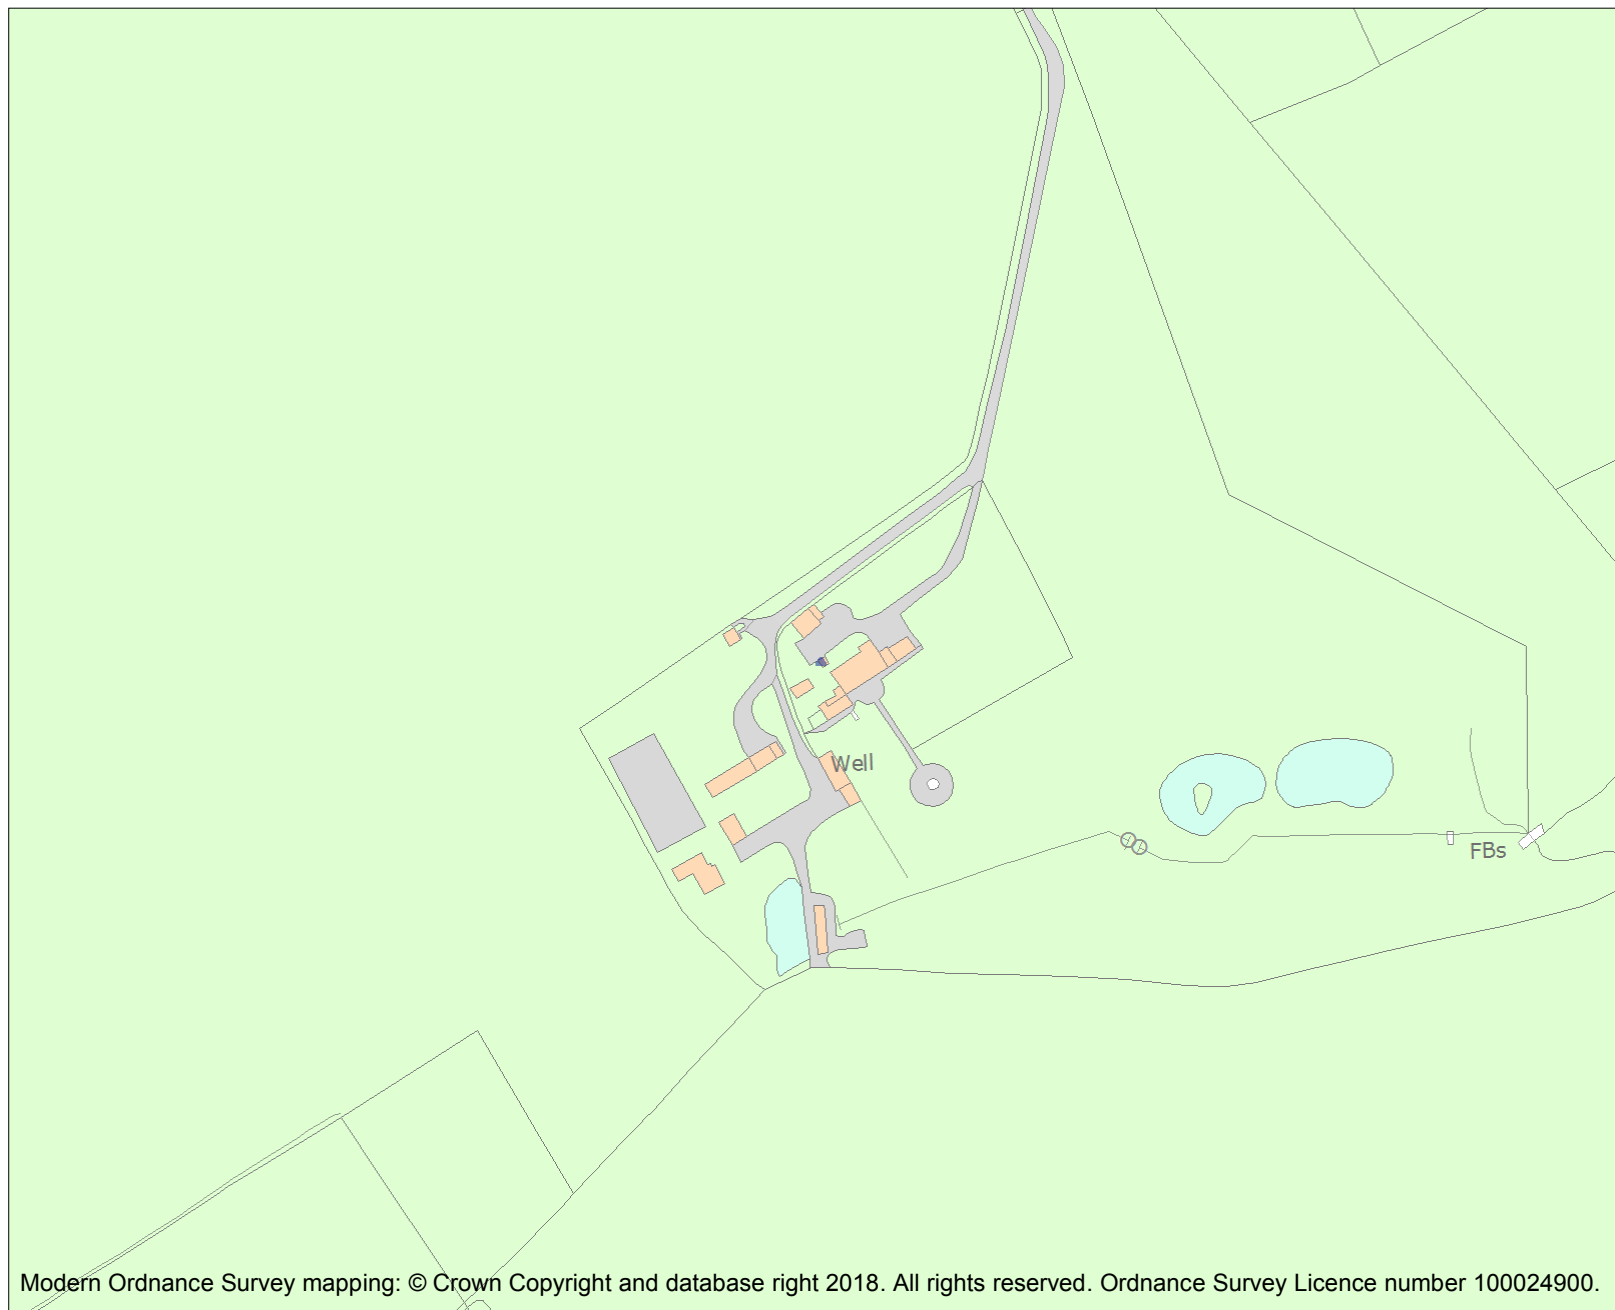 Well
FBs
Modern Ordnance Survey mapping: © Crown Copyright and database right 2018. All rights reserved. Ordnance Survey Licence number 100024900.